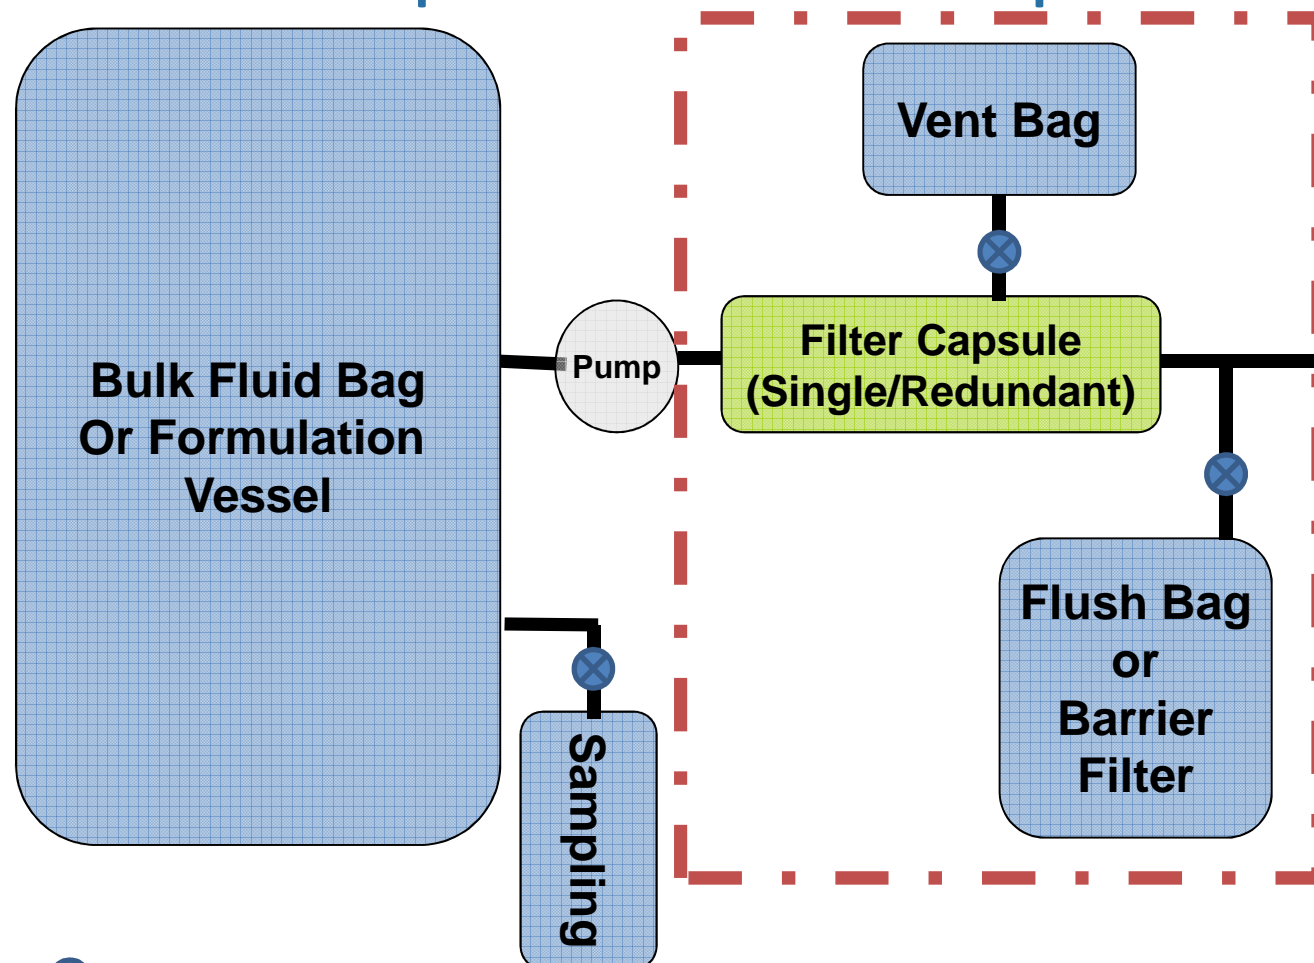 Vent Bag
Filter Capsule
(Single/Redundant)
Pump
Bulk Fluid Bag
Or Formulation
Vessel
Flush Bag
or
Barrier
Filter
Sampling